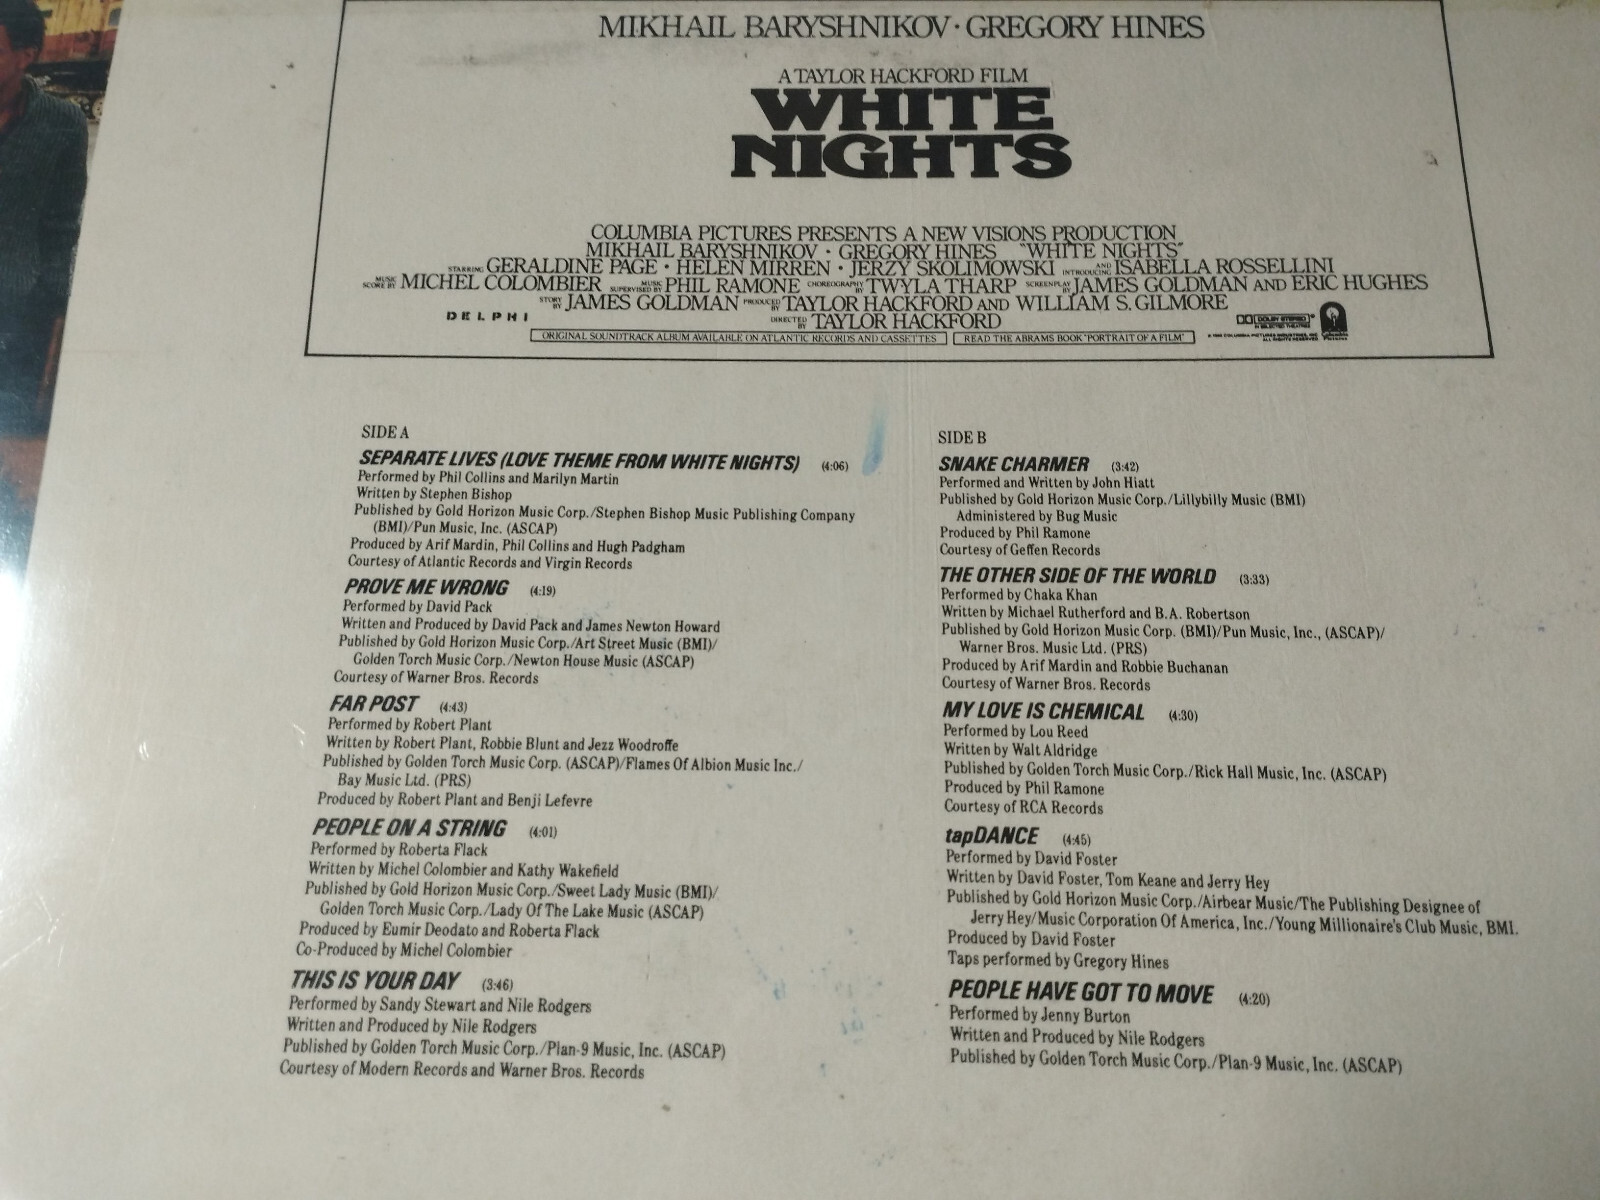 MIKHAIL BARYSHNIKOV · GREGORY HINES
A TAYLOR HACKFORD FILM
WHITE
NIGHTS
COLUMBIA PICTURES PRESENTS A NEW VISIONS PRODUCTION
MIKHAIL BARYSHNIKOV · GREGORY HINES "WHITE NIGHTS"
STARRING GERALDINE PAGE · HELEN MIRREN · JERZY SKOLIMOWSKI AND INTRODUCING ISABELLA ROSSELLINI
MUSIC SCORE BY MICHEL COLOMBIER MUSIC SUPERVISED BY PHIL RAMONE CHOREOGRAPHY BY TWYLA THARP SCREENPLAY BY JAMES GOLDMAN AND ERIC HUGHES
STORY BY JAMES GOLDMAN PRODUCED BY TAYLOR HACKFORD AND WILLIAM S. GILMORE
DELPHI
DIRECTED BY TAYLOR HACKFORD
DOLBY STEREO
IN SELECTED THEATRES
ORIGINAL SOUNDTRACK ALBUM AVAILABLE ON ATLANTIC RECORDS AND CASSETTES
READ THE ABRAMS BOOK "PORTRAIT OF A FILM"
SIDE A
SEPARATE LIVES (LOVE THEME FROM WHITE NIGHTS) (4:06)
Performed by Phil Collins and Marilyn Martin
Written by Stephen Bishop
Published by Gold Horizon Music Corp./Stephen Bishop Music Publishing Company
(BMI)/Pun Music, Inc. (ASCAP)
Produced by Arif Mardin, Phil Collins and Hugh Padgham
Courtesy of Atlantic Records and Virgin Records
PROVE ME WRONG (4:19)
Performed by David Pack
Written and Produced by David Pack and James Newton Howard
Published by Gold Horizon Music Corp./Art Street Music (BMI)/
Golden Torch Music Corp./Newton House Music (ASCAP)
Courtesy of Warner Bros. Records
FAR POST (4:43)
Performed by Robert Plant
Written by Robert Plant, Robbie Blunt and Jezz Woodroffe
Published by Golden Torch Music Corp. (ASCAP)/Flames Of Albion Music Inc./
Bay Music Ltd. (PRS)
Produced by Robert Plant and Benji Lefevre
PEOPLE ON A STRING (4:01)
Performed by Roberta Flack
Written by Michel Colombier and Kathy Wakefield
Published by Gold Horizon Music Corp./Sweet Lady Music (BMI)/
Golden Torch Music Corp./Lady Of The Lake Music (ASCAP)
Produced by Eumir Deodato and Roberta Flack
Co-Produced by Michel Colombier
THIS IS YOUR DAY (3:46)
Performed by Sandy Stewart and Nile Rodgers
Written and Produced by Nile Rodgers
Published by Golden Torch Music Corp./Plan-9 Music, Inc. (ASCAP)
Courtesy of Modern Records and Warner Bros. Records
SIDE B
SNAKE CHARMER (3:42)
Performed and Written by John Hiatt
Published by Gold Horizon Music Corp./Lillybilly Music (BMI)
Administered by Bug Music
Produced by Phil Ramone
Courtesy of Geffen Records
THE OTHER SIDE OF THE WORLD (3:33)
Performed by Chaka Khan
Written by Michael Rutherford and B.A. Robertson
Published by Gold Horizon Music Corp. (BMI)/Pun Music, Inc., (ASCAP)/
Warner Bros. Music Ltd. (PRS)
Produced by Arif Mardin and Robbie Buchanan
Courtesy of Warner Bros. Records
MY LOVE IS CHEMICAL (4:30)
Performed by Lou Reed
Written by Walt Aldridge
Published by Golden Torch Music Corp./Rick Hall Music, Inc. (ASCAP)
Produced by Phil Ramone
Courtesy of RCA Records
tapDANCE (4:45)
Performed by David Foster
Written by David Foster, Tom Keane and Jerry Hey
Published by Gold Horizon Music Corp./Airbear Music/The Publishing Designee of
Jerry Hey/Music Corporation Of America, Inc./Young Millionaire's Club Music, BMI.
Produced by David Foster
Taps performed by Gregory Hines
PEOPLE HAVE GOT TO MOVE (4:20)
Performed by Jenny Burton
Written and Produced by Nile Rodgers
Published by Golden Torch Music Corp./Plan-9 Music, Inc. (ASCAP)